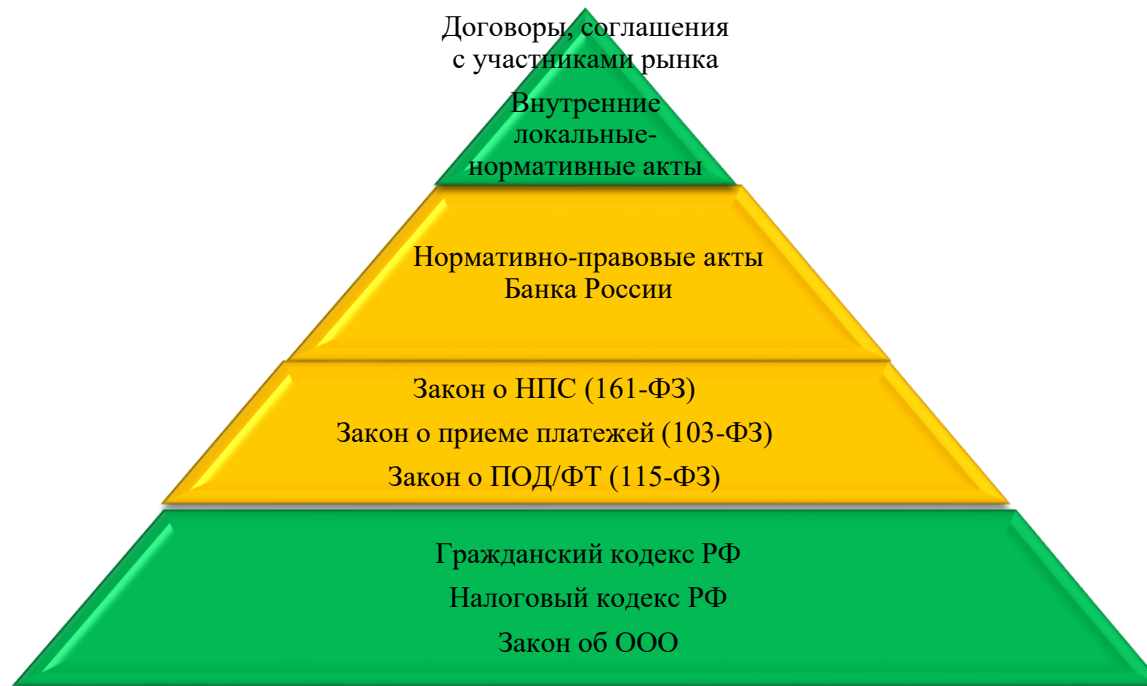 Договоры, соглашения
с участниками рынка
Внутренние
локальные-
нормативные акты
Нормативно-правовые акты
Банка России
Закон о НПС (161-ФЗ)
Закон о приеме платежей (103-ФЗ)
Закон о ПОД/ФТ (115-ФЗ)
Гражданский кодекс РФ
Налоговый кодекс РФ
Закон об ООО